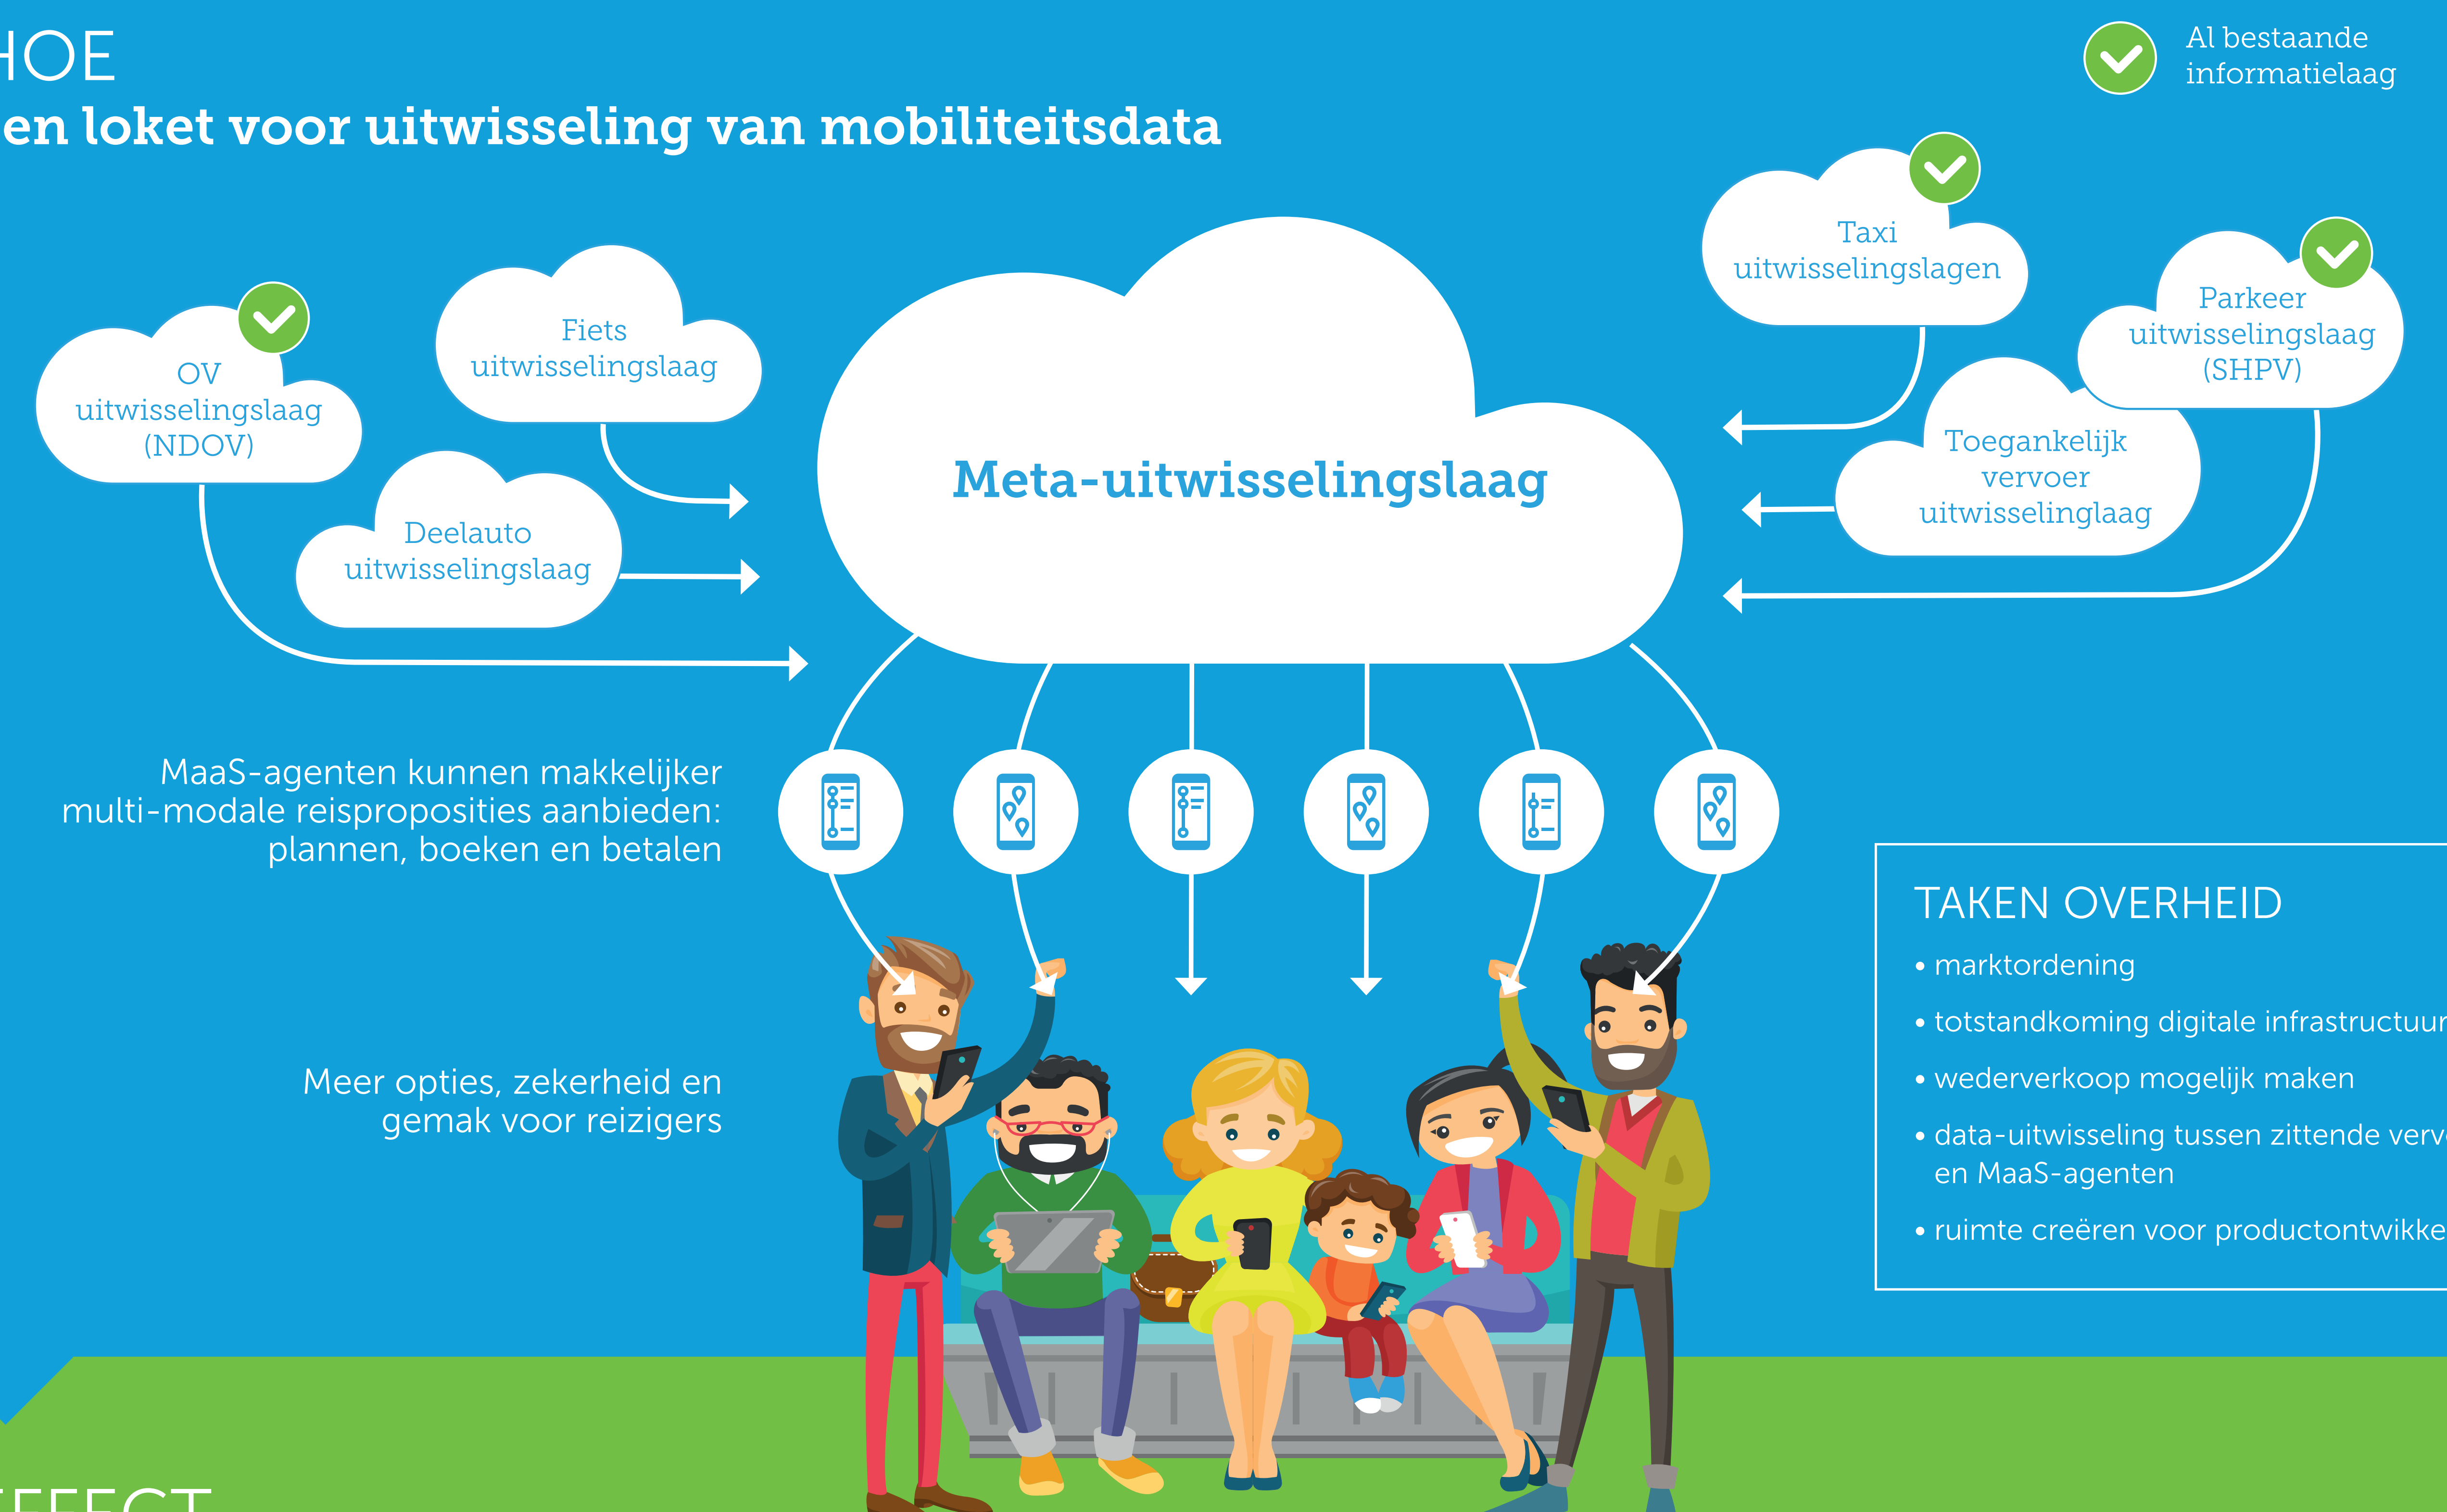 HOE
en loket voor uitwisseling van mobiliteitsdata
Al bestaande
informatielaag
OV
uitwisselingslaag
(NDOV)
Fiets
uitwisselingslaag
Deelauto
uitwisselingslaag
Meta-uitwisselingslaag
Taxi
uitwisselingslagen
Parkeer
uitwisselingslaag
(SHPV)
Toegankelijk
vervoer
uitwisselinglaag
MaaS-agenten kunnen makkelijker
multi-modale reisproposities aanbieden:
plannen, boeken en betalen
Meer opties, zekerheid en
gemak voor reizigers
TAKEN OVERHEID
• marktordening
• totstandkoming digitale infrastructuur
• wederverkoop mogelijk maken
• data-uitwisseling tussen zittende
en MaaS-agenten
• ruimte creëren voor